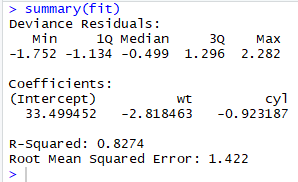 > summary(fit)
Deviance Residuals:
    Min      1Q  Median      3Q     Max
-1.752  -1.134  -0.499   1.296   2.282

Coefficients:
(Intercept)          wt         cyl
  33.499452   -2.818463   -0.923187

R-Squared: 0.8274
Root Mean Squared Error: 1.422
>